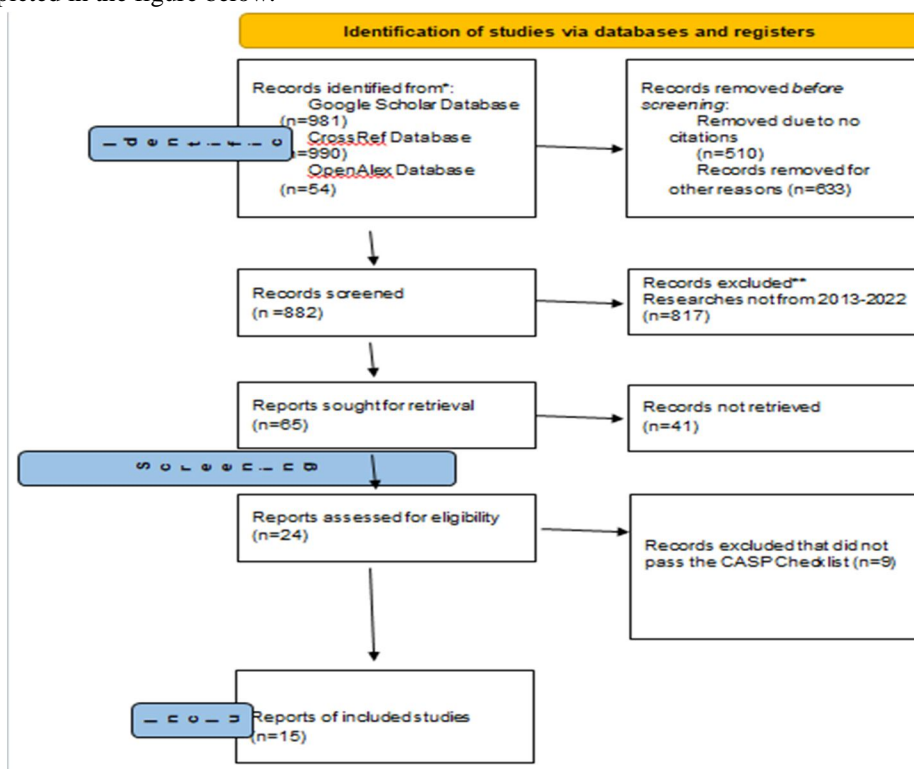 picted in the figure below.
Identification of studies via databases and registers
Records identified from*:
Google Scholar Database
(n=981)
CrossRef Database
n=990)
OpenAlex Database
(n=54)
Records removed before
screening:
Removed due to no
citations
(n=510)
Records removed for
other reasons (n=633)
Identific
Records screened
(n =882)
Records excluded**
Researches not from 2013-2022
(n=817)
Reports sought for retrieval
(n=65)
Records not retrieved
(n=41)
Screening
Reports assessed for eligibility
(n=24)
Records excluded that did not
pass the CASP Checklist (n=9)
Inclu
Reports of included studies
(n=15)